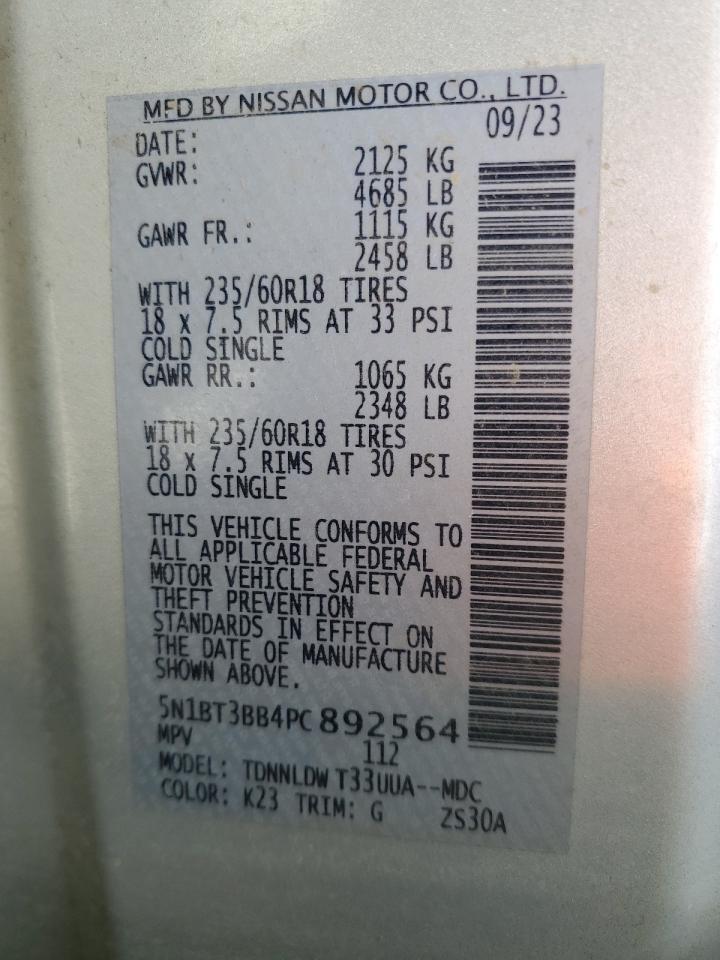 MFD BY NISSAN MOTOR CO., LTD.
DATE: 09/23
GVWR: 2125 KG
4685 LB
GAWR FR.: 1115 KG
2458 LB
WITH 235/60R18 TIRES
18 x 7.5 RIMS AT 33 PSI
COLD SINGLE
GAWR RR.: 1065 KG
2348 LB
WITH 235/60R18 TIRES
18 x 7.5 RIMS AT 30 PSI
COLD SINGLE
THIS VEHICLE CONFORMS TO
ALL APPLICABLE FEDERAL
MOTOR VEHICLE SAFETY AND
THEFT PREVENTION
STANDARDS IN EFFECT ON
THE DATE OF MANUFACTURE
SHOWN ABOVE.
5N1BT3BB4PC892564
MPV 112
MODEL: TDNNLDW T33UUA--MDC
COLOR: K23 TRIM: G ZS30A